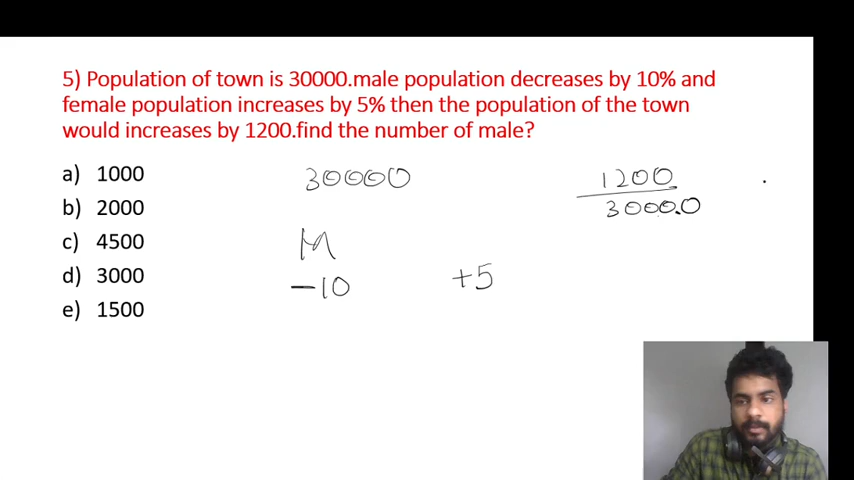 5) Population of town is 30000.male population decreases by 10% and
female population increases by 5% then the population of the town
would increases by 1200.find the number of male?
a) 1000
b) 2000
c) 4500
d) 3000
e) 1500
30000
M
-10 +5
1200
30000